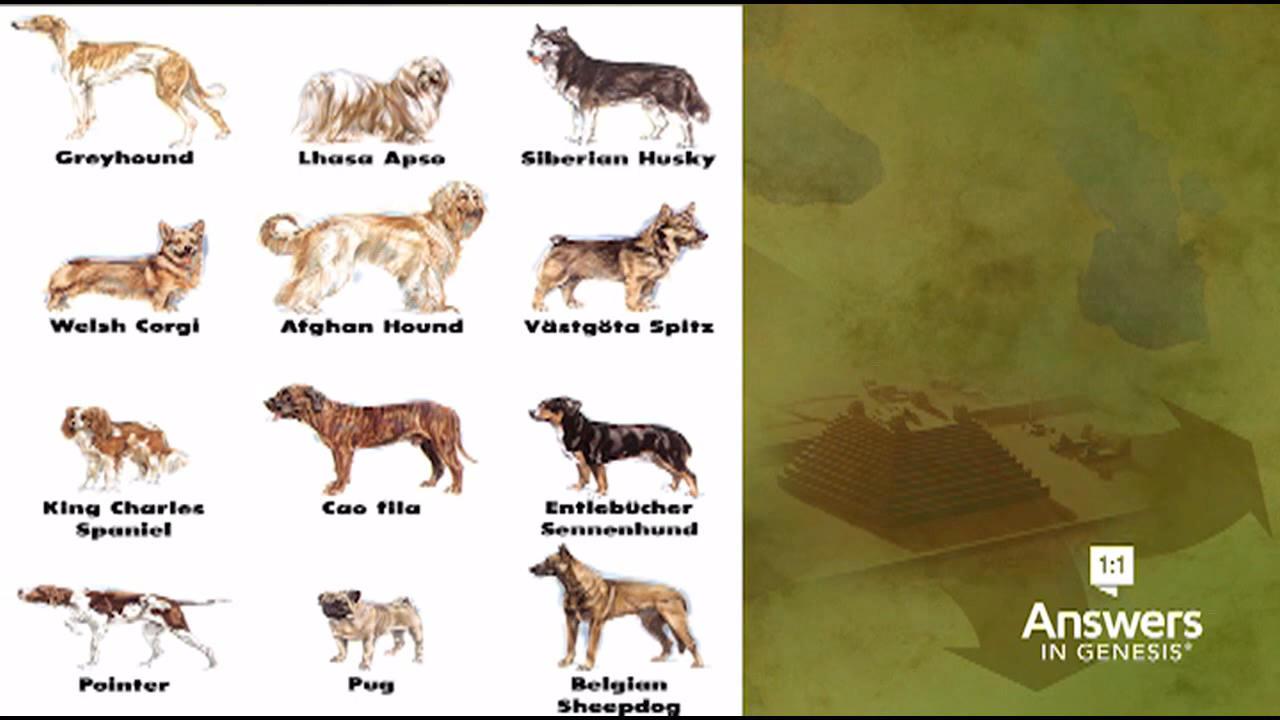 Greyhound
Lhasa Apso
Siberian Husky
Welsh Corgi
Afghan Hound
Västgöta Spitz
King Charles
Spaniel
Cao fila
Entlebücher
Sennenhund
Pointer
Pug
Belgian
Sheepdog
1:1
Answers
IN GENESIS®